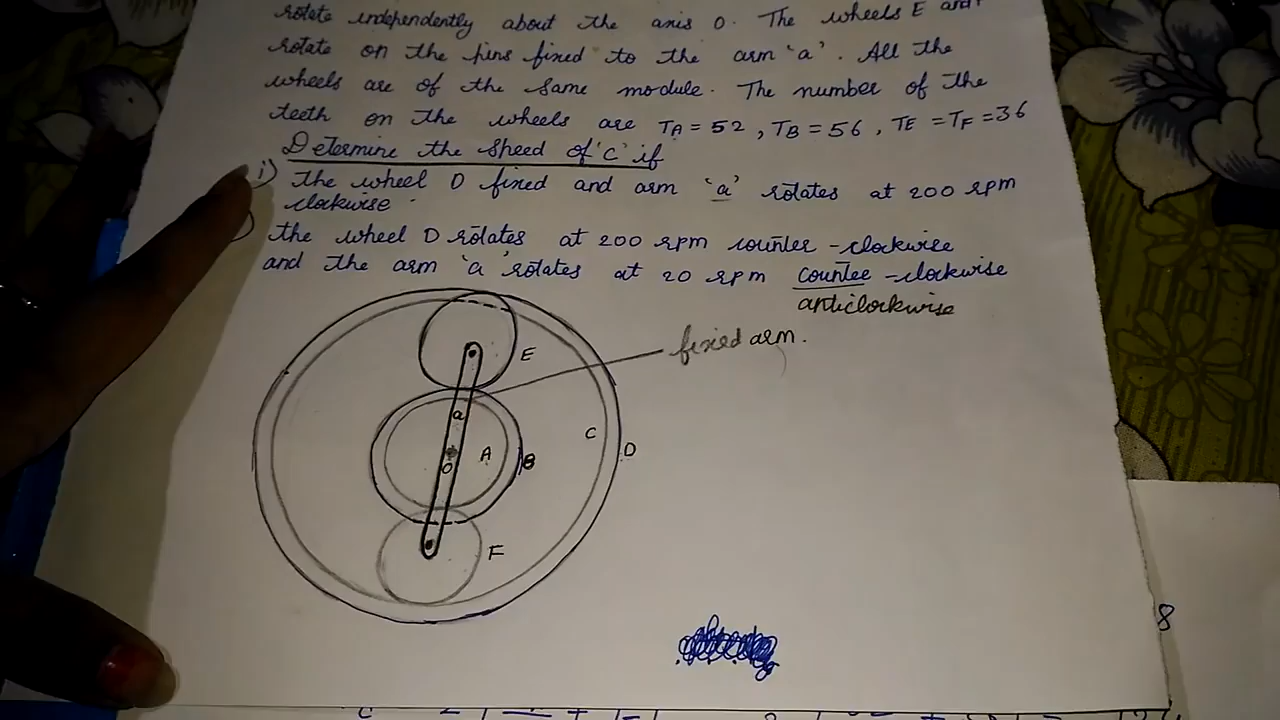 rotate independently about the axis O. The wheels E and
rotate on the pins fixed to the arm 'a'. All the
wheels are of the same module. The number of the
teeth on the wheels are TA = 52, TB = 56, TE = TF = 36
Determine the speed of 'C' if
i) The wheel D fixed and arm 'a' rotates at 200 rpm
clockwise.
) the wheel D rotates at 200 rpm counter-clockwise
and the arm 'a' rotates at 20 rpm counter-clockwise
anticlockwise
fixed arm.
E
a
C
D
O
A
B
F
8